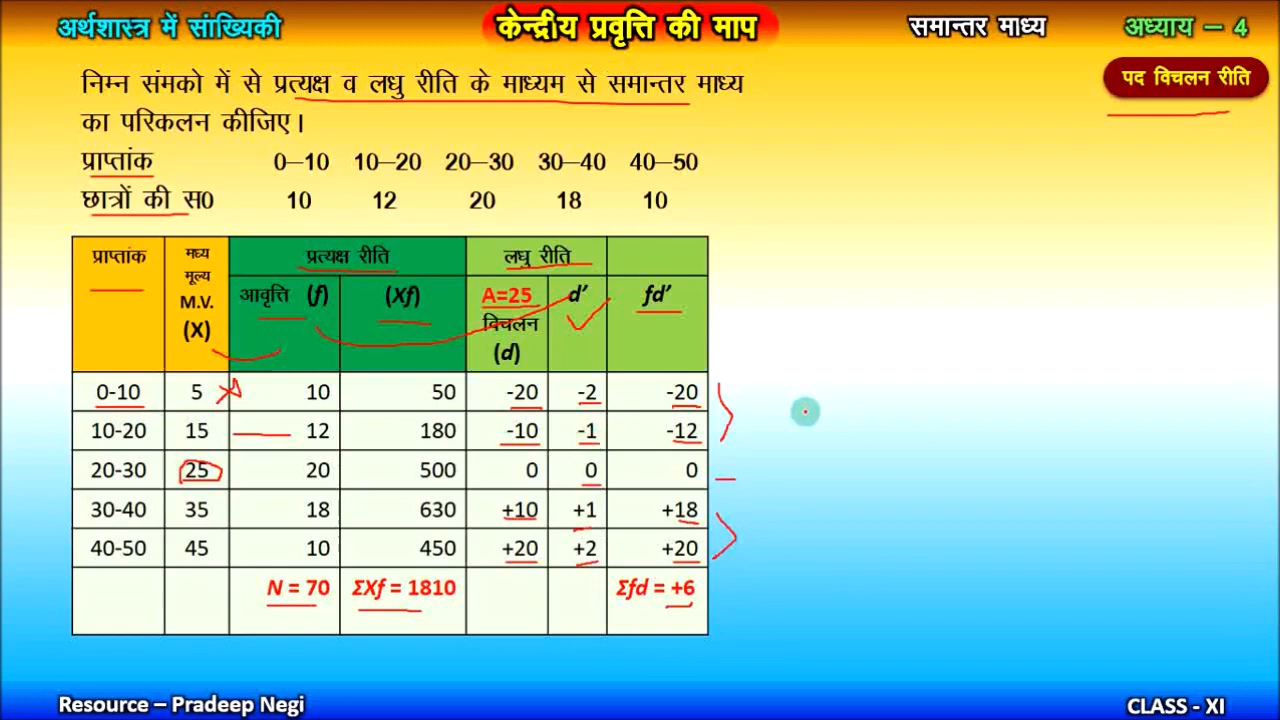 अर्थशास्त्र में सांख्यिकी
केन्द्रीय प्रवृत्ति की माप
समान्तर माध्य
अध्याय – 4
पद विचलन रीति
निम्न संमको में से प्रत्यक्ष व लधु रीति के माध्यम से समान्तर माध्य
का परिकलन कीजिए।
प्राप्तांक 0–10 10–20 20–30 30–40 40–50
छात्रों की स0 10 12 20 18 10
प्राप्तांक मध्य मूल्य M.V. (X) प्रत्यक्ष रीति लघु रीति
आवृत्ति (f) (Xf) A=25 विचलन (d) d’ fd’
0-10 5 10 50 -20 -2 -20
10-20 15 12 180 -10 -1 -12
20-30 25 20 500 0 0 0
30-40 35 18 630 +10 +1 +18
40-50 45 10 450 +20 +2 +20
N = 70 ΣXf = 1810 Σfd = +6
Resource – Pradeep Negi
CLASS - XI